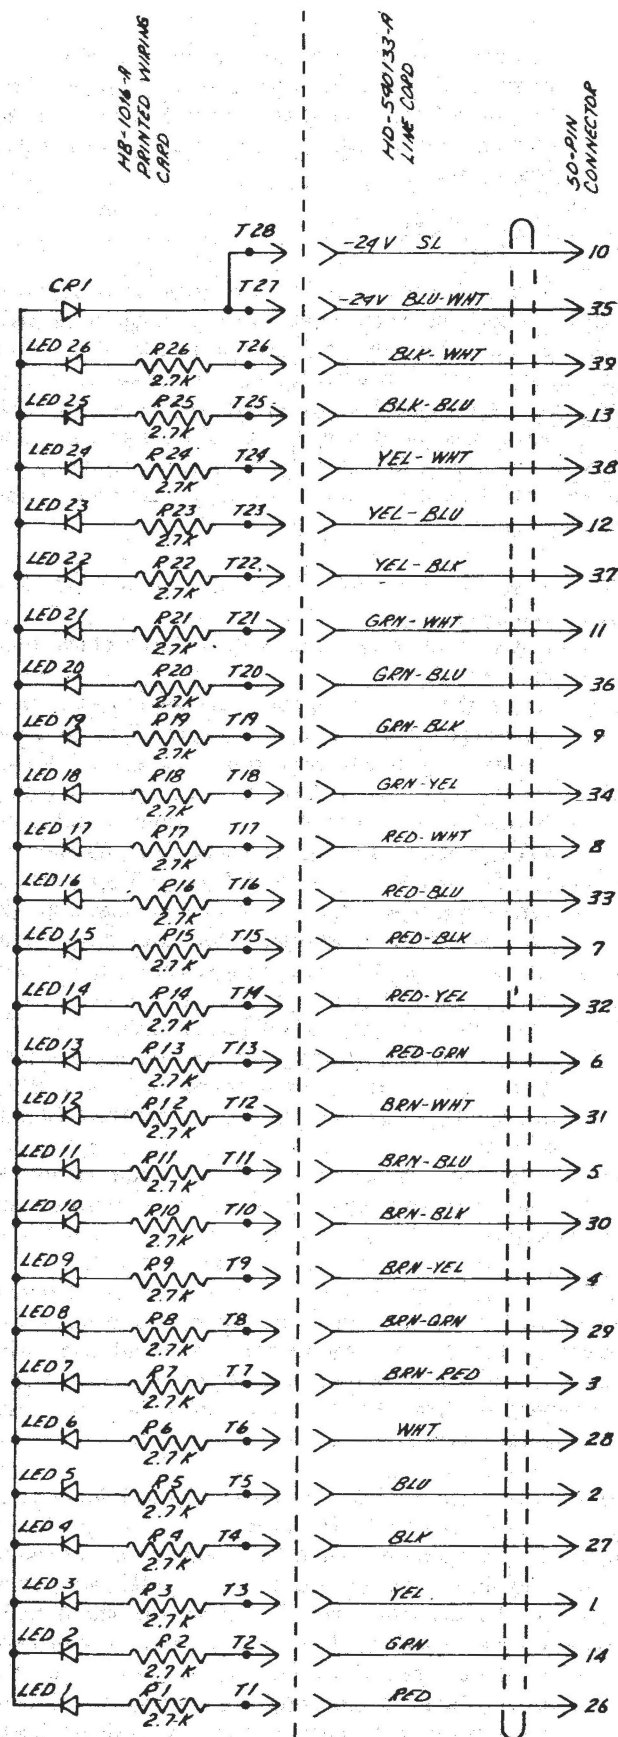 HB-1016-A
PRINTED WIRING
CARD
HD-540133-A
LINE CORD
50-PIN
CONNECTOR
T28 -24V SL 10
CR1 T27 -24V BLU-WHT 35
LED 26 R26 2.7K T26 BLK-WHT 39
LED 25 R25 2.7K T25 BLK-BLU 13
LED 24 R24 2.7K T24 YEL-WHT 38
LED 23 R23 2.7K T23 YEL-BLU 12
LED 22 R22 2.7K T22 YEL-BLK 37
LED 21 R21 2.7K T21 GRN-WHT 11
LED 20 R20 2.7K T20 GRN-BLU 36
LED 19 R19 2.7K T19 GRN-BLK 9
LED 18 R18 2.7K T18 GRN-YEL 34
LED 17 R17 2.7K T17 RED-WHT 8
LED 16 R16 2.7K T16 RED-BLU 33
LED 15 R15 2.7K T15 RED-BLK 7
LED 14 R14 2.7K T14 RED-YEL 32
LED 13 R13 2.7K T13 RED-GRN 6
LED 12 R12 2.7K T12 BRN-WHT 31
LED 11 R11 2.7K T11 BRN-BLU 5
LED 10 R10 2.7K T10 BRN-BLK 30
LED 9 R9 2.7K T9 BRN-YEL 4
LED 8 R8 2.7K T8 BRN-GRN 29
LED 7 R7 2.7K T7 BRN-RED 3
LED 6 R6 2.7K T6 WHT 28
LED 5 R5 2.7K T5 BLU 2
LED 4 R4 2.7K T4 BLK 27
LED 3 R3 2.7K T3 YEL 1
LED 2 R2 2.7K T2 GRN 14
LED 1 R1 2.7K T1 RED 26